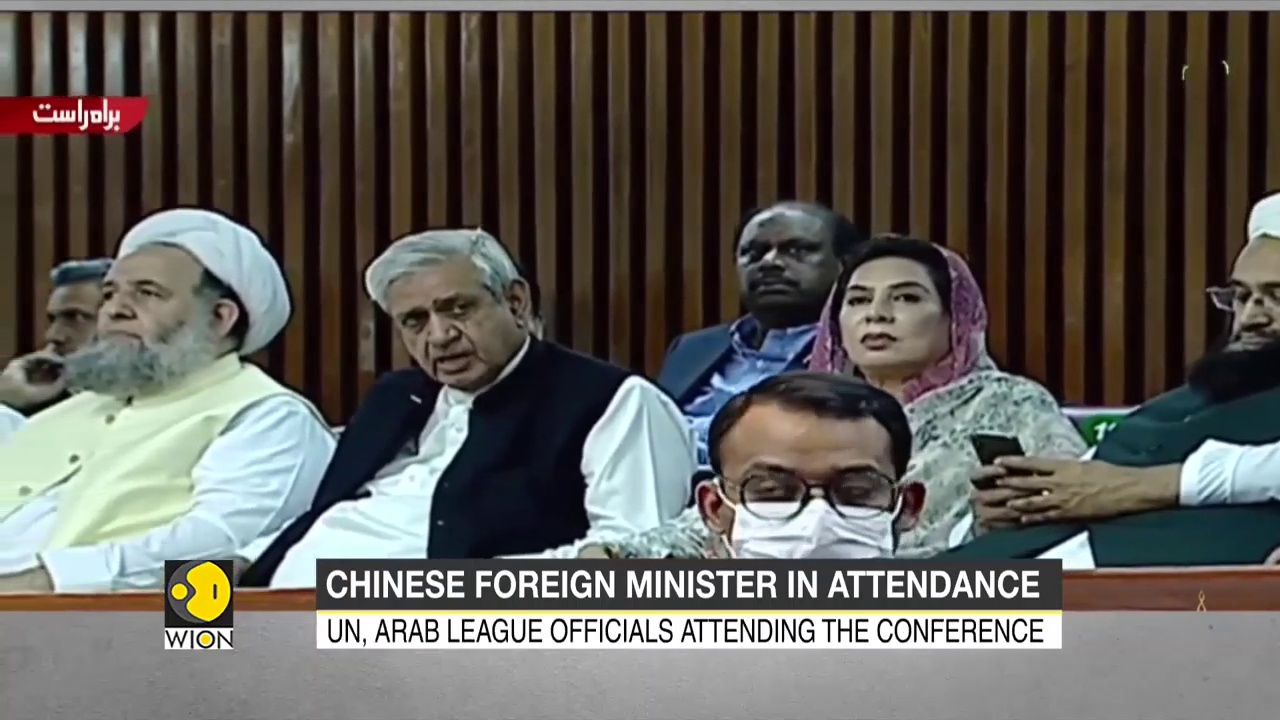 براہ راست
CHINESE FOREIGN MINISTER IN ATTENDANCE
UN, ARAB LEAGUE OFFICIALS ATTENDING THE CONFERENCE
WION